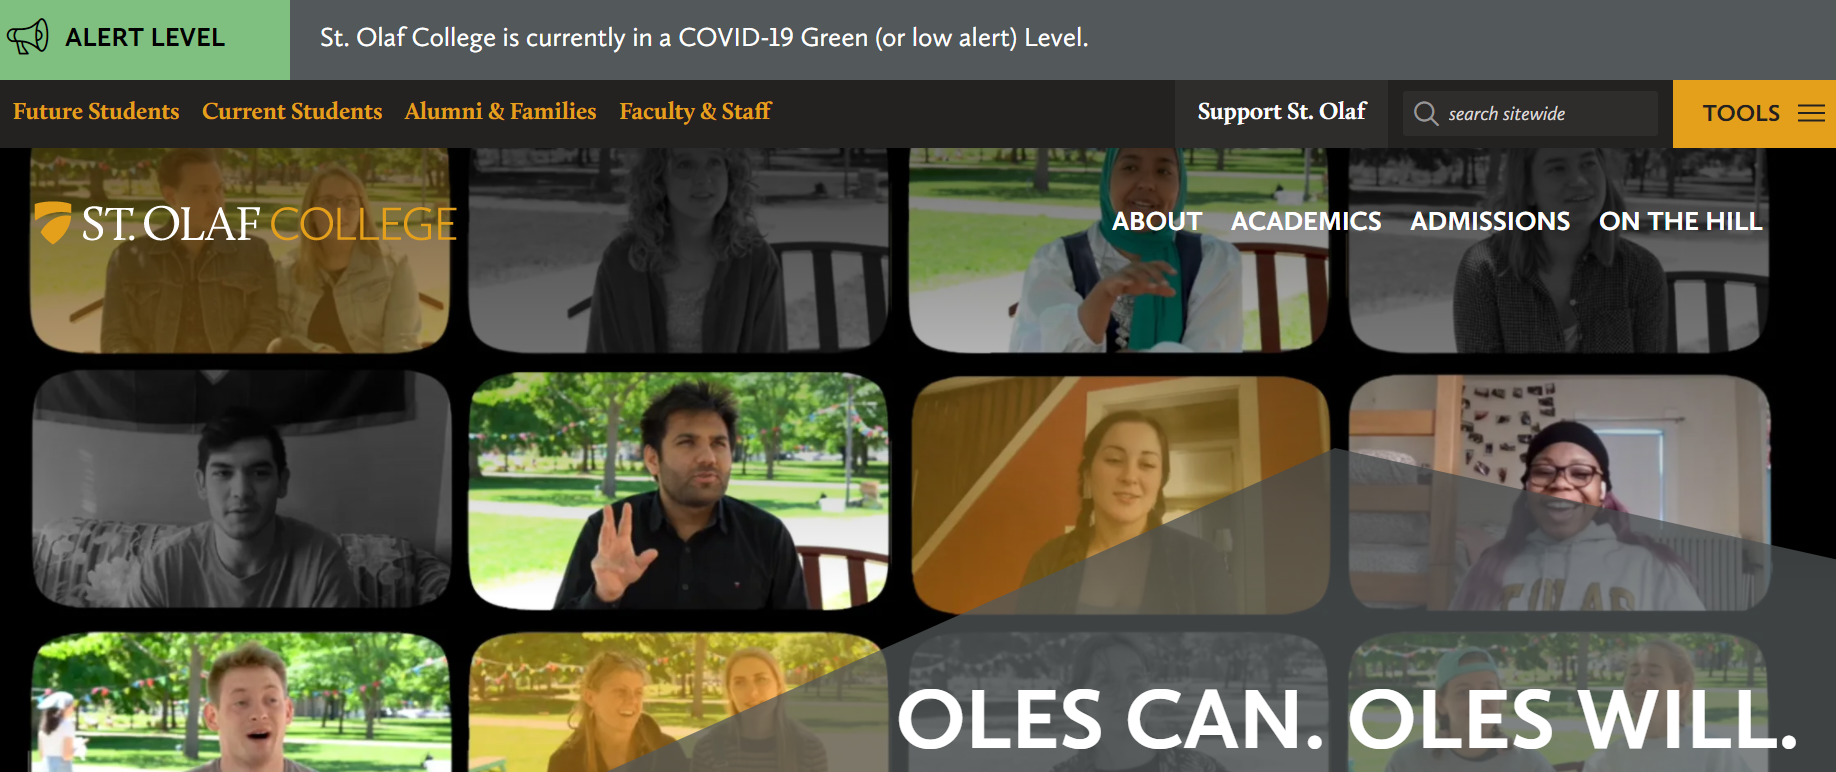 ALERT LEVEL
St. Olaf College is currently in a COVID-19 Green (or low alert) Level.
Future Students
Current Students
Alumni & Families
Faculty & Staff
Support St. Olaf
search sitewide
TOOLS
ST. OLAF COLLEGE
ABOUT
ACADEMICS
ADMISSIONS
ON THE HILL
OLES CAN. OLES WILL.